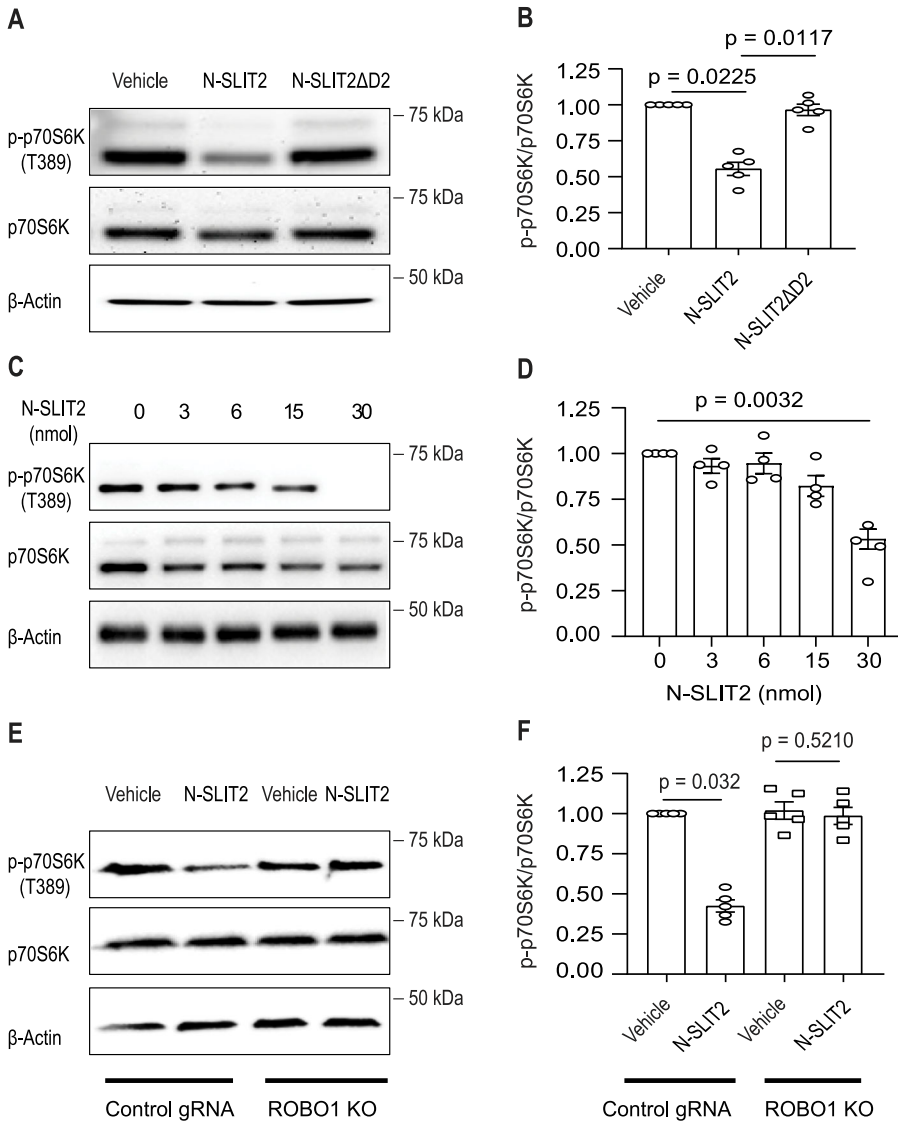 A
Vehicle N-SLIT2 N-SLIT2ΔD2
p-p70S6K
(T389)
– 75 kDa
p70S6K
– 75 kDa
β-Actin
– 50 kDa
B
p = 0.0117
p = 0.0225
p-p70S6K/p70S6K
1.25
1.00
0.75
0.50
0.25
0.00
Vehicle
N-SLIT2
N-SLIT2ΔD2
C
N-SLIT2
(nmol)
0 3 6 15 30
p-p70S6K
(T389)
– 75 kDa
p70S6K
– 75 kDa
β-Actin
– 50 kDa
D
p = 0.0032
p-p70S6K/p70S6K
1.25
1.00
0.75
0.50
0.25
0.00
0 3 6 15 30
N-SLIT2 (nmol)
E
Vehicle N-SLIT2 Vehicle N-SLIT2
p-p70S6K
(T389)
– 75 kDa
p70S6K
– 75 kDa
β-Actin
– 50 kDa
Control gRNA ROBO1 KO
F
p = 0.5210
p = 0.032
p-p70S6K/p70S6K
1.25
1.00
0.75
0.50
0.25
0.00
Vehicle
N-SLIT2
Vehicle
N-SLIT2
Control gRNA ROBO1 KO